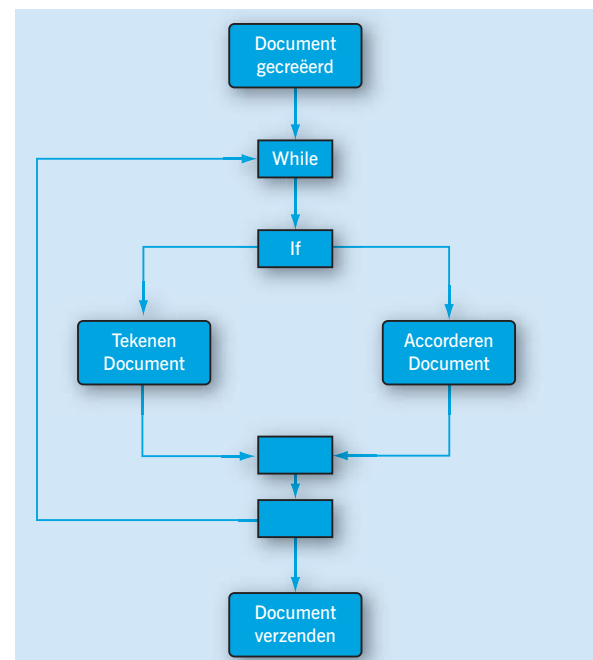 Document
gecreëerd
While
If
Tekenen
Document
Accorderen
Document
Document
verzenden